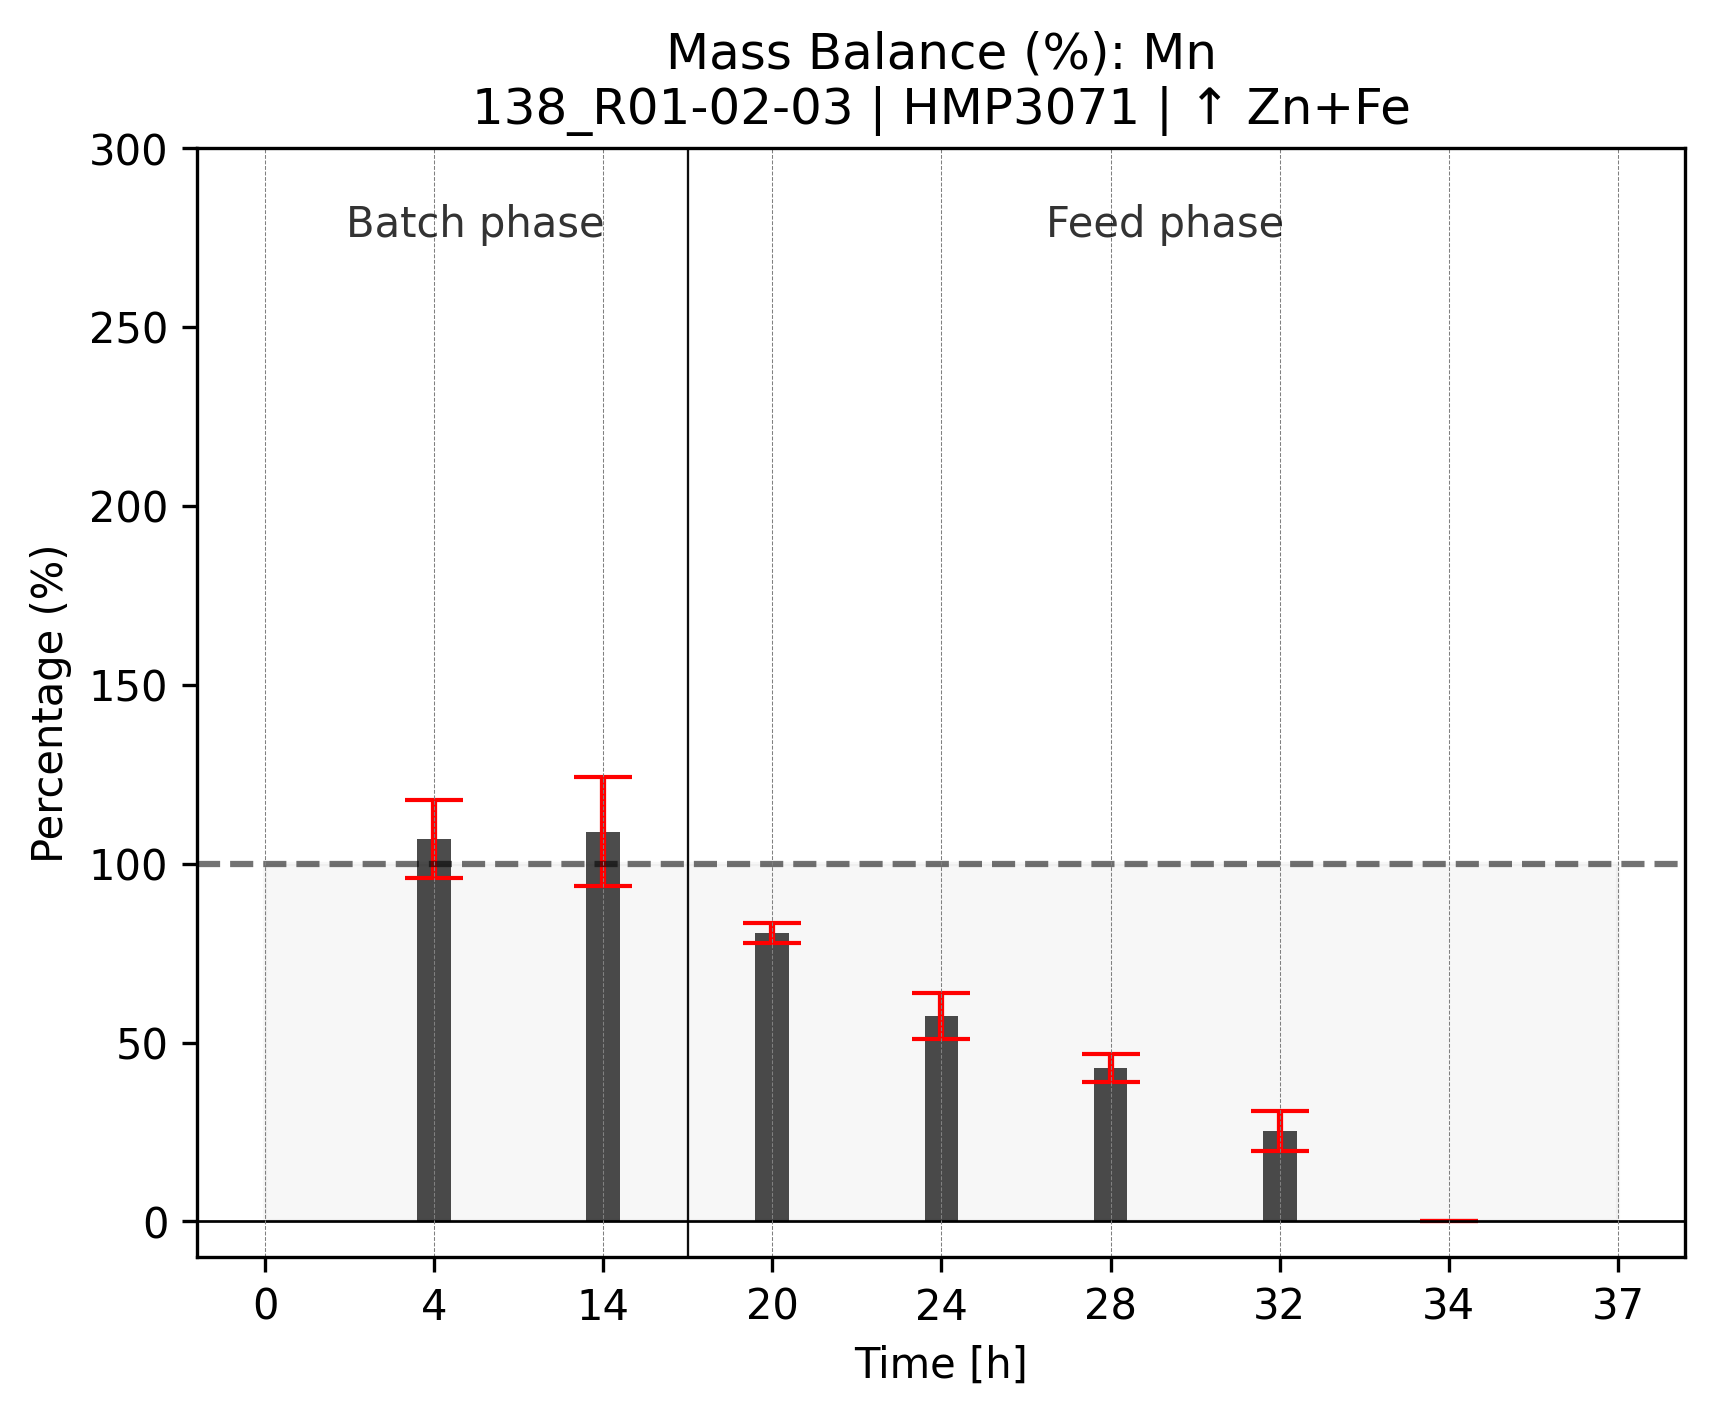 Mass Balance (%): Mn
138_R01-02-03 | HMP3071 | ↑ Zn+Fe
300
250
200
150
100
50
0
Percentage (%)
Batch phase
Feed phase
0 4 14 20 24 28 32 34 37
Time [h]